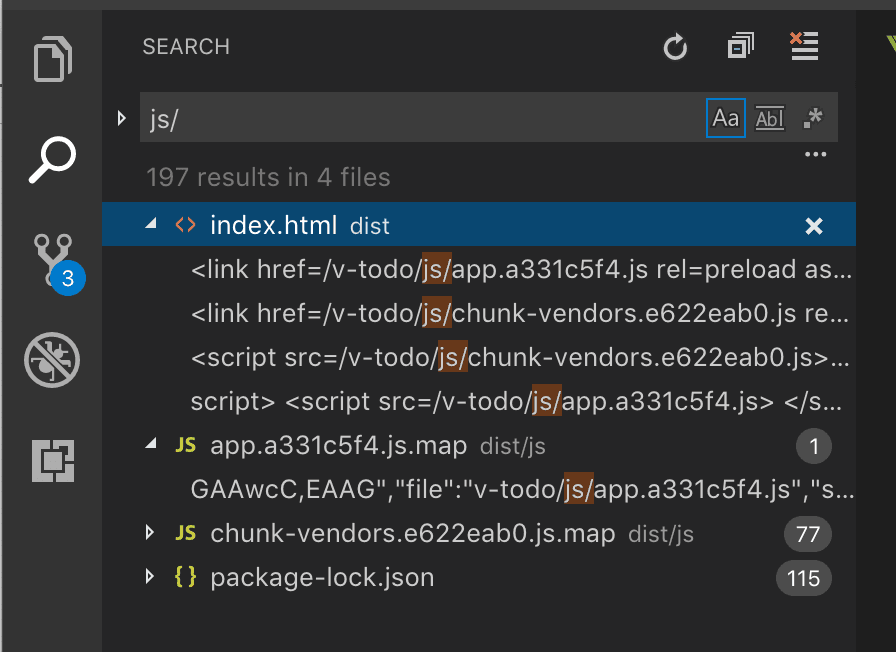 SEARCH
js/
Aa Abl .*
197 results in 4 files
<> index.html dist
<link href=/v-todo/js/app.a331c5f4.js rel=preload as...
<link href=/v-todo/js/chunk-vendors.e622eab0.js re...
<script src=/v-todo/js/chunk-vendors.e622eab0.js>...
script> <script src=/v-todo/js/app.a331c5f4.js> </s...
3
JS app.a331c5f4.js.map dist/js 1
GAAwcC,EAAG","file":"v-todo/js/app.a331c5f4.js","s...
JS chunk-vendors.e622eab0.js.map dist/js 77
{} package-lock.json 115